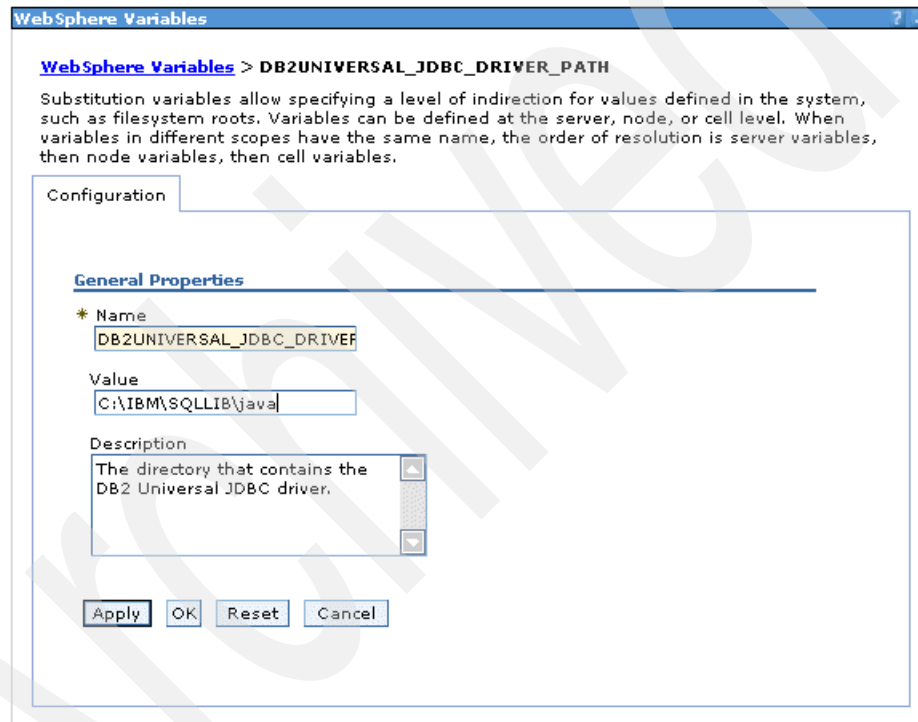 WebSphere Variables ?
WebSphere Variables > DB2UNIVERSAL_JDBC_DRIVER_PATH
Substitution variables allow specifying a level of indirection for values defined in the system,
such as filesystem roots. Variables can be defined at the server, node, or cell level. When
variables in different scopes have the same name, the order of resolution is server variables,
then node variables, then cell variables.
Configuration
General Properties
* Name
DB2UNIVERSAL_JDBC_DRIVER
Value
C:\IBM\SQLLIB\java
Description
The directory that contains the
DB2 Universal JDBC driver.
Apply OK Reset Cancel
rchived